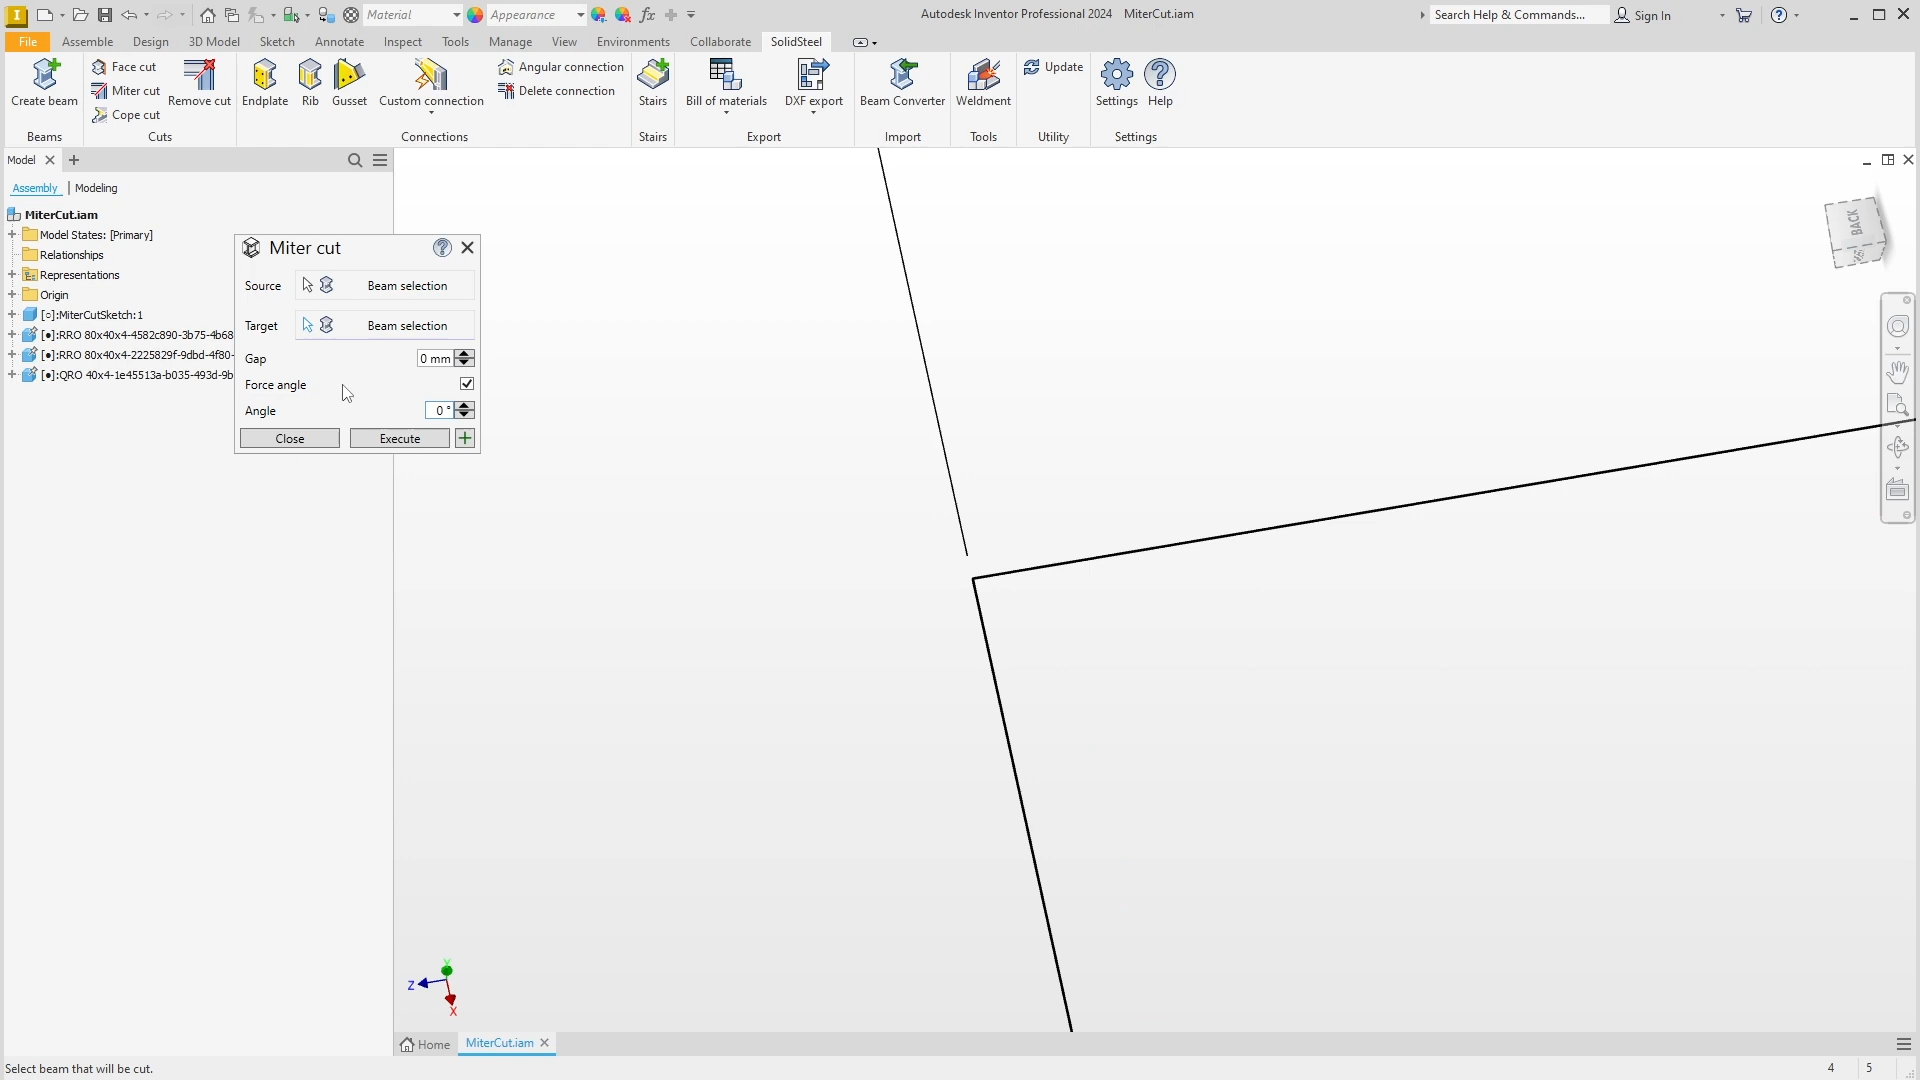 Material
Appearance
fx
Autodesk Inventor Professional 2024 MiterCut.iam
Search Help & Commands...
Sign In
File Assemble Design 3D Model Sketch Annotate Inspect Tools Manage View Environments Collaborate SolidSteel
Create beam
Face cut
Miter cut
Cope cut
Remove cut
Endplate
Rib
Gusset
Custom connection
Angular connection
Delete connection
Stairs
Bill of materials
DXF export
Beam Converter
Weldment
Update
Settings
Help
Beams Cuts Connections Stairs Export Import Tools Utility Settings
Model
Assembly | Modeling
MiterCut.iam
Model States: [Primary]
Relationships
Representations
Origin
[○]:MiterCutSketch:1
[●]:RRO 80x40x4-4582c890-3b75-4b68
[●]:RRO 80x40x4-2225829f-9dbd-4f80-
[●]:QRO 40x4-1e45513a-b035-493d-9b
Miter cut
Source Beam selection
Target Beam selection
Gap 0 mm
Force angle
Angle 0 °
Close Execute
BACK
Y
Z
X
Home MiterCut.iam
Select beam that will be cut. 4 5